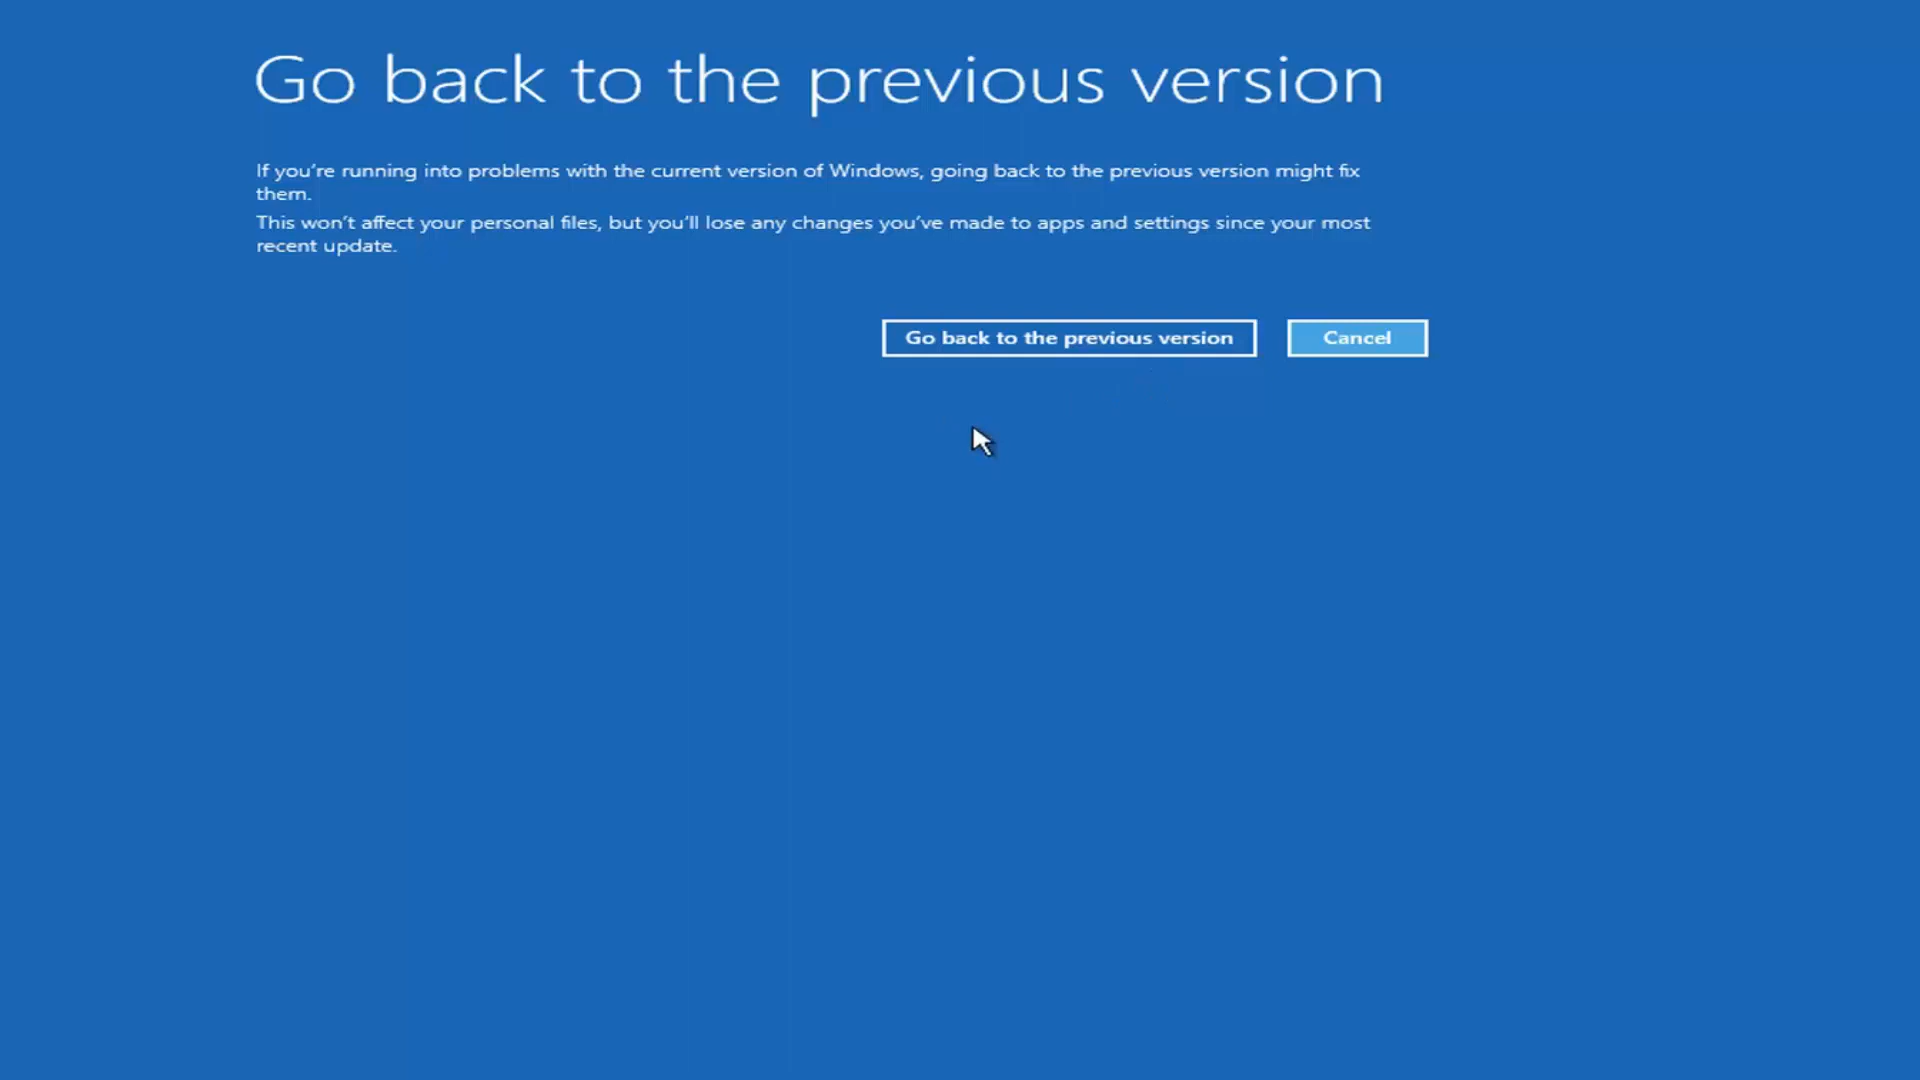 Go back to the previous version
If you’re running into problems with the current version of Windows, going back to the previous version might fix
them.
This won’t affect your personal files, but you’ll lose any changes you’ve made to apps and settings since your most
recent update.
Go back to the previous version
Cancel